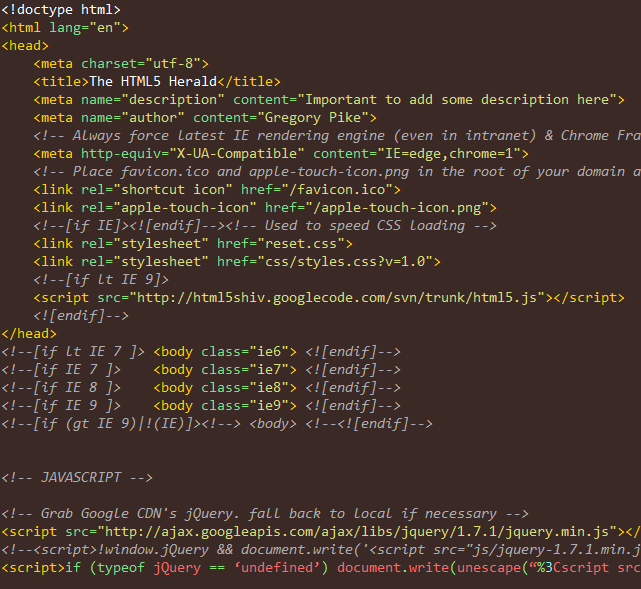 <!doctype html>
<html lang="en">
<head>
    <meta charset="utf-8">
    <title>The HTML5 Herald</title>
    <meta name="description" content="Important to add some description here">
    <meta name="author" content="Gregory Pike">
    <!-- Always force latest IE rendering engine (even in intranet) & Chrome Fra
    <meta http-equiv="X-UA-Compatible" content="IE=edge,chrome=1">
    <!-- Place favicon.ico and apple-touch-icon.png in the root of your domain a
    <link rel="shortcut icon" href="/favicon.ico">
    <link rel="apple-touch-icon" href="/apple-touch-icon.png">
    <!--[if IE]><![endif]--><!-- Used to speed CSS loading -->
    <link rel="stylesheet" href="reset.css">
    <link rel="stylesheet" href="css/styles.css?v=1.0">
    <!--[if lt IE 9]>
    <script src="http://html5shiv.googlecode.com/svn/trunk/html5.js"></script>
    <![endif]-->
</head>
<!--[if lt IE 7 ]> <body class="ie6"> <![endif]-->
<!--[if IE 7 ]>    <body class="ie7"> <![endif]-->
<!--[if IE 8 ]>    <body class="ie8"> <![endif]-->
<!--[if IE 9 ]>    <body class="ie9"> <![endif]-->
<!--[if (gt IE 9)|!(IE)]><!--> <body> <!--<![endif]-->
<!-- JAVASCRIPT -->
<!-- Grab Google CDN's jQuery. fall back to local if necessary -->
<script src="http://ajax.googleapis.com/ajax/libs/jquery/1.7.1/jquery.min.js"></
<!--<script>!window.jQuery && document.write('<script src="js/jquery-1.7.1.min.j
<script>if (typeof jQuery == ‘undefined’) document.write(unescape(“%3Cscript src